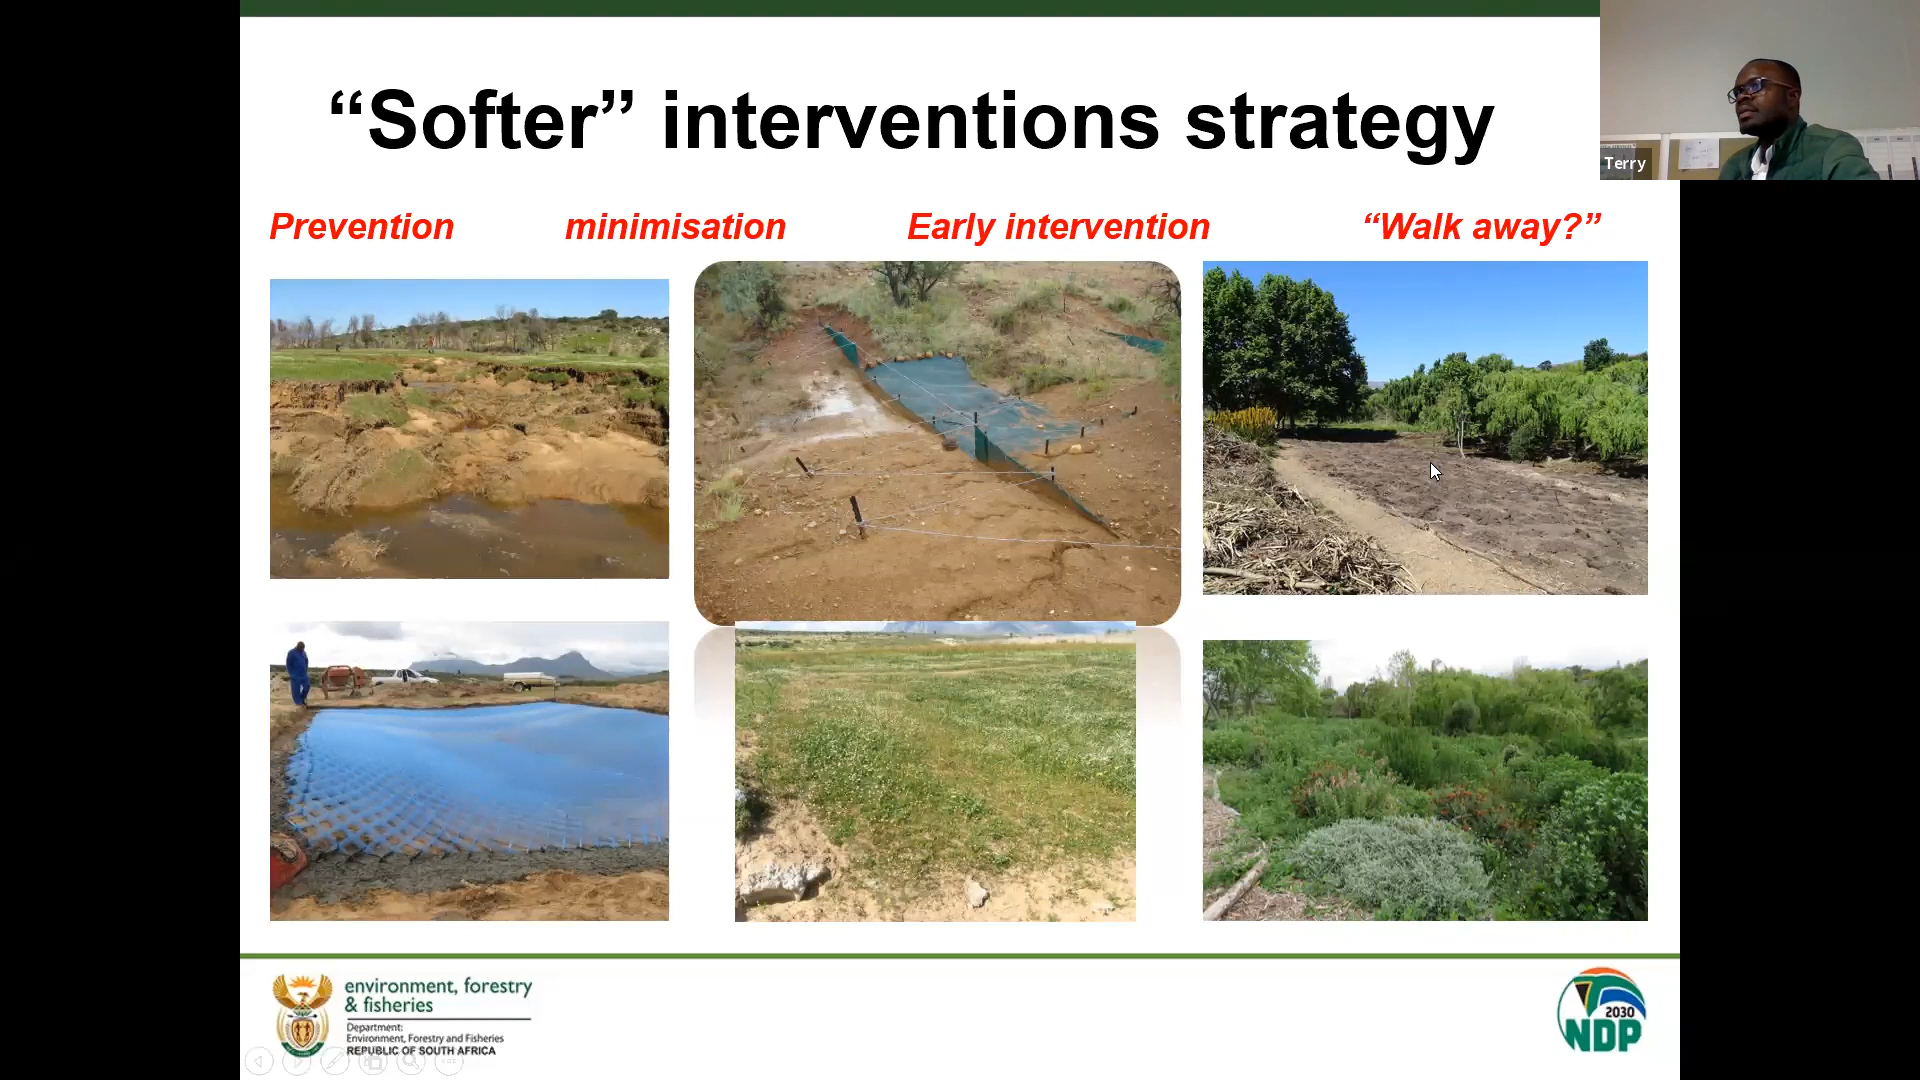 “Softer” interventions strategy
Terry
Prevention minimisation Early intervention “Walk away?”
environment, forestry
& fisheries
Department:
Environment, Forestry and Fisheries
REPUBLIC OF SOUTH AFRICA
2030
NDP